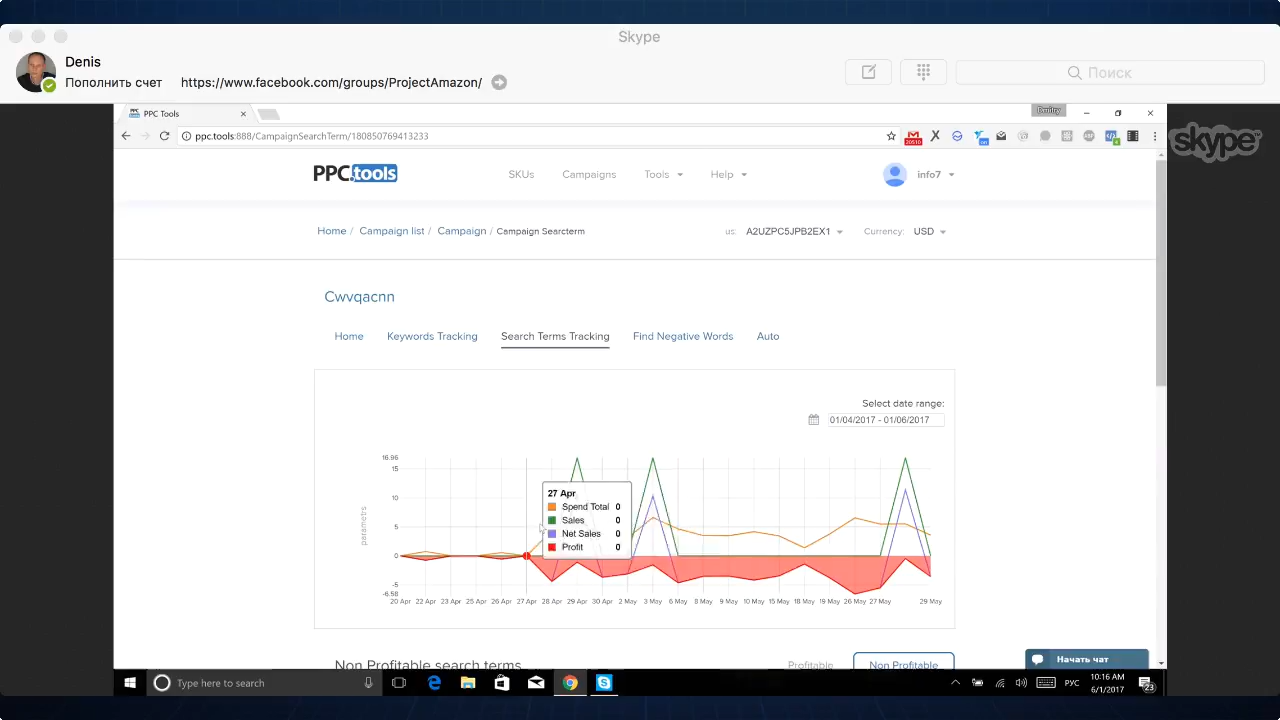 Skype
Denis
Пополнить счет https://www.facebook.com/groups/ProjectAmazon/
Поиск
PPC Tools
Dmitry
ppc.tools:888/CampaignSearchTerm/180850769413233
20510
skype™
PPC.tools
SKUs Campaigns Tools Help
info7
Home / Campaign list / Campaign / Campaign Searcterm
us: A2UZPC5JPB2EX1 Currency: USD
Cwvqacnn
Home Keywords Tracking Search Terms Tracking Find Negative Words Auto
Select date range:
01/04/2017 - 01/06/2017
parametrs
16.96
15
10
5
0
-5
-6.58
27 Apr
Spend Total 0
Sales 0
Net Sales 0
Profit 0
20 Apr 22 Apr 23 Apr 25 Apr 26 Apr 27 Apr 28 Apr 29 Apr 30 Apr 2 May 3 May 6 May 8 May 9 May 10 May 15 May 18 May 19 May 26 May 27 May 29 May
Non Profitable search terms
Profitable Non Profitable
Начать чат
Type here to search
РУС
10:16 AM
6/1/2017
23